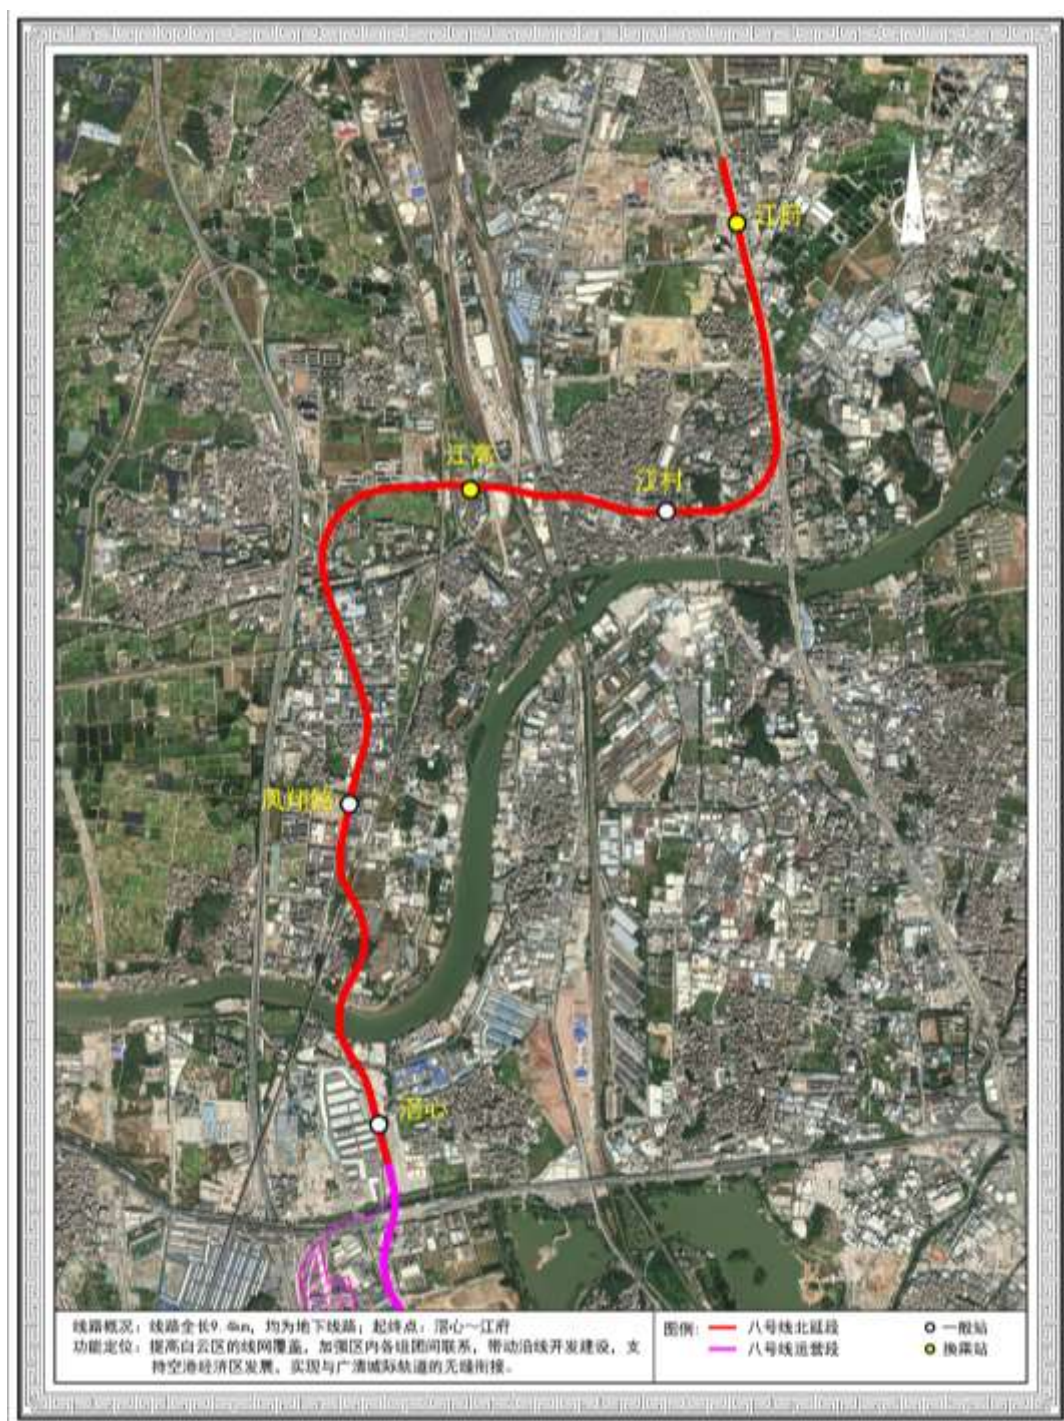 江府
江高
江村
凤翔站
滘心
线路概况：线路全长9.6km，均为地下线路；起终点：滘心～江府
功能定位：提高白云区的线网覆盖，加强区内各组团间联系，带动沿线开发建设，支
持空港经济区发展，实现与广清城际轨道的无缝衔接。
图例：
八号线北延段
一般站
八号线运营段
换乘站